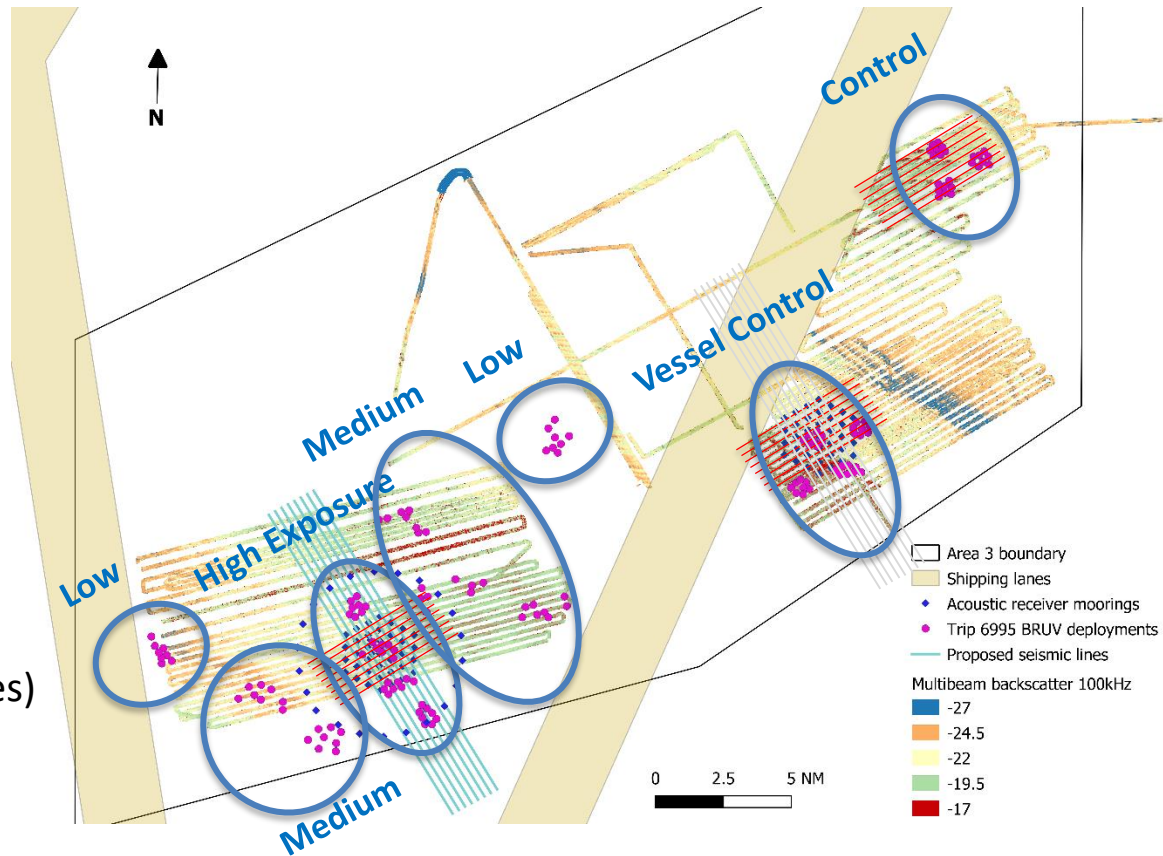 N
Control
Vessel Control
Low
Medium
High Exposure
Low
es)
Medium
Area 3 boundary
Shipping lanes
Acoustic receiver moorings
Trip 6995 BRUV deployments
Proposed seismic lines
Multibeam backscatter 100kHz
-27
-24.5
-22
-19.5
-17
0 2.5 5 NM